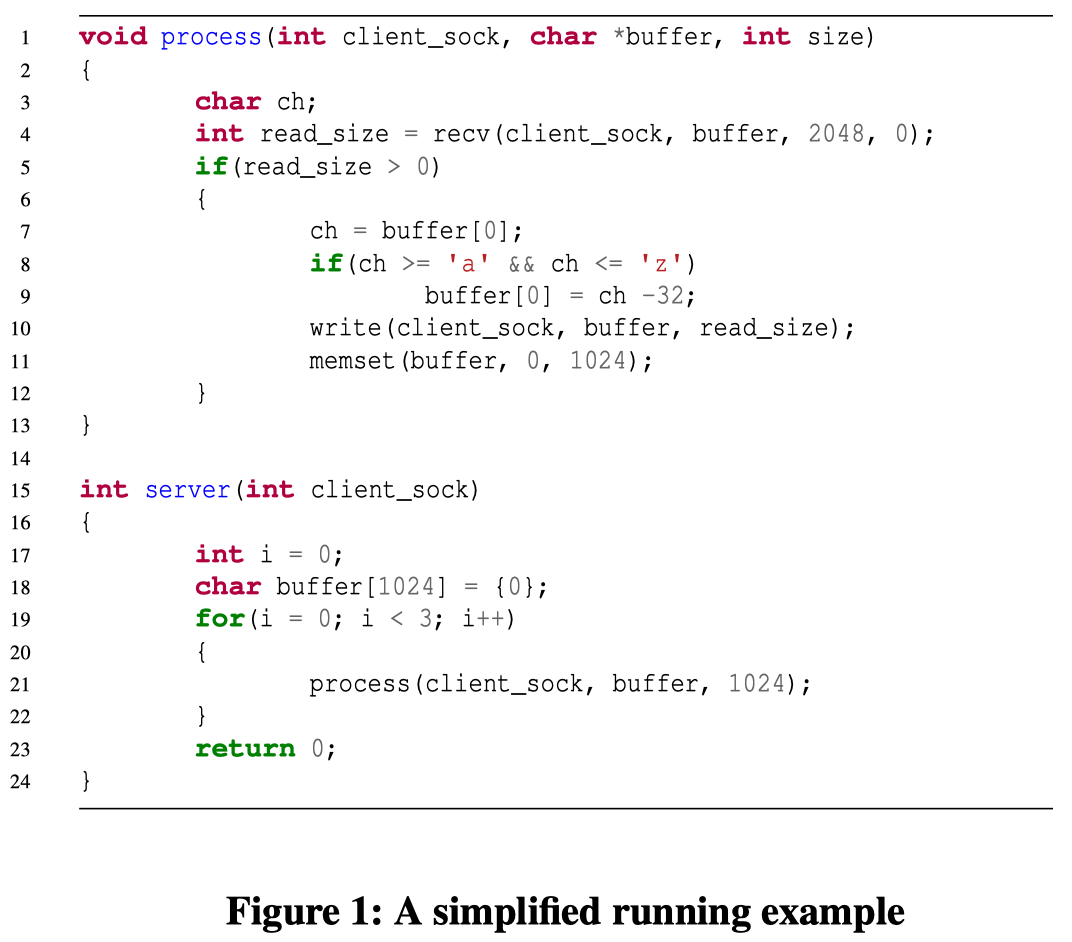 1 void process(int client_sock, char *buffer, int size)
2 {
3 char ch;
4 int read_size = recv(client_sock, buffer, 2048, 0);
5 if(read_size > 0)
6 {
7 ch = buffer[0];
8 if(ch >= 'a' && ch <= 'z')
9 buffer[0] = ch -32;
10 write(client_sock, buffer, read_size);
11 memset(buffer, 0, 1024);
12 }
13 }
14
15 int server(int client_sock)
16 {
17 int i = 0;
18 char buffer[1024] = {0};
19 for(i = 0; i < 3; i++)
20 {
21 process(client_sock, buffer, 1024);
22 }
23 return 0;
24 }
Figure 1: A simplified running example